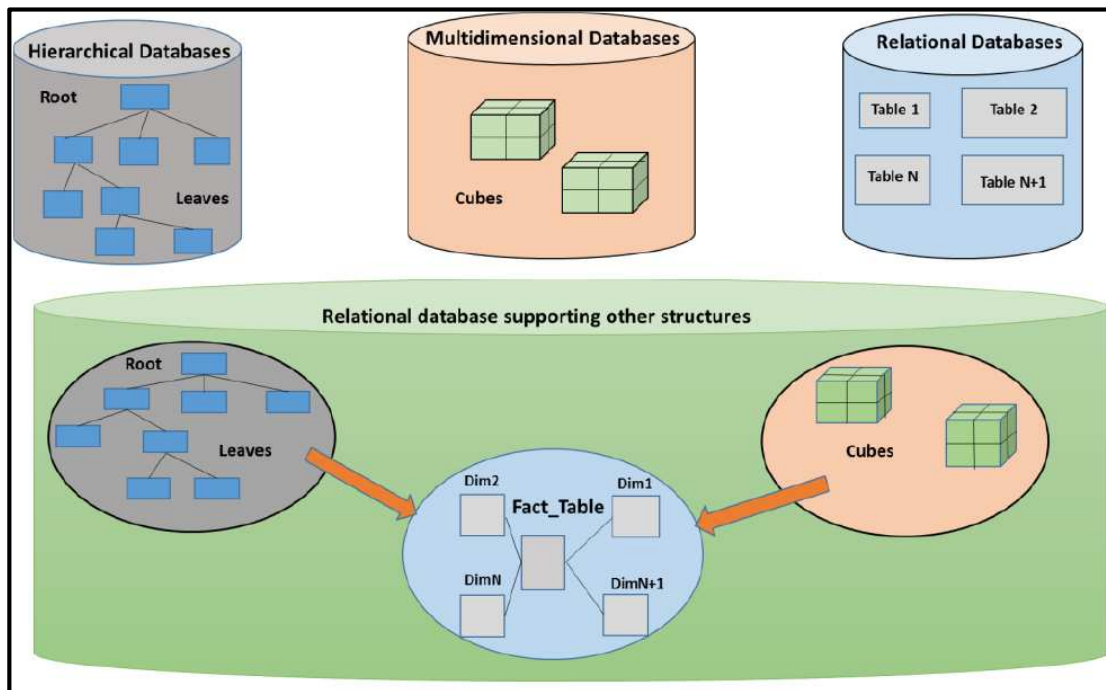 Hierarchical Databases
Root
Leaves
Multidimensional Databases
Cubes
Relational Databases
Table 1
Table 2
Table N
Table N+1
Relational database supporting other structures
Root
Leaves
Cubes
Dim2
Dim1
Fact_Table
DimN
DimN+1